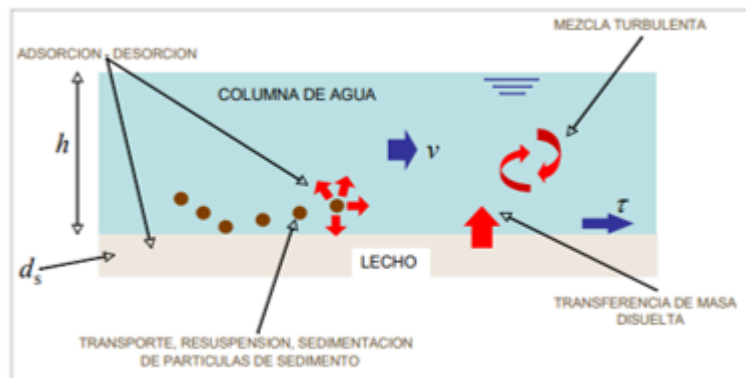 MEZCLA TURBULENTA
ADSORCION - DESORCION
COLUMNA DE AGUA
h
v
τ
d_s
LECHO
TRANSFERENCIA DE MASA
DISUELTA
TRANSPORTE, RESUSPENSION, SEDIMENTACION
DE PARTICULAS DE SEDIMENTO